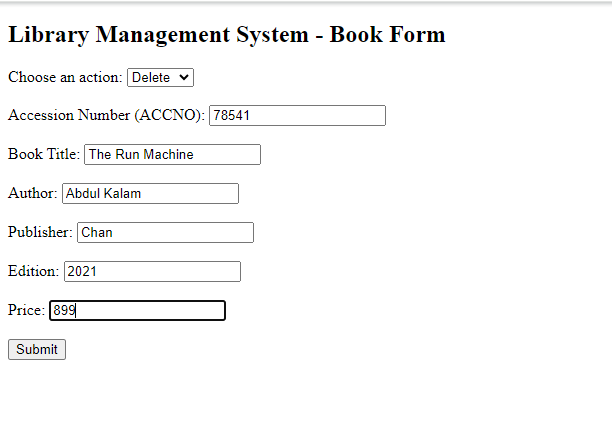 Library Management System - Book Form
Choose an action: Delete
Accession Number (ACCNO): 78541
Book Title: The Run Machine
Author: Abdul Kalam
Publisher: Chan
Edition: 2021
Price: 899
Submit